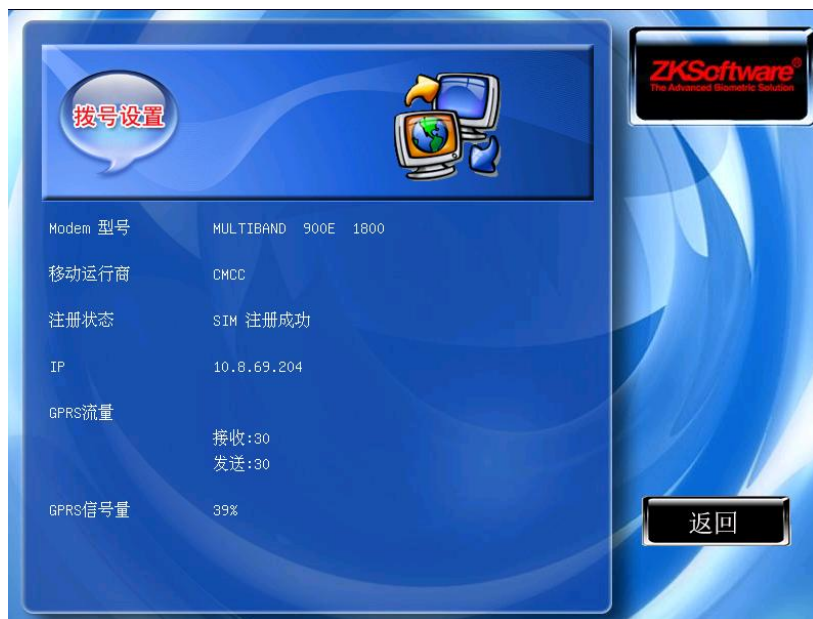 拨号设置
ZKSoftware®
The Advanced Biometric Solution
Modem 型号 MULTIBAND 900E 1800
移动运行商 CMCC
注册状态 SIM 注册成功
IP 10.8.69.204
GPRS流量
接收:30
发送:30
GPRS信号量 39%
返回